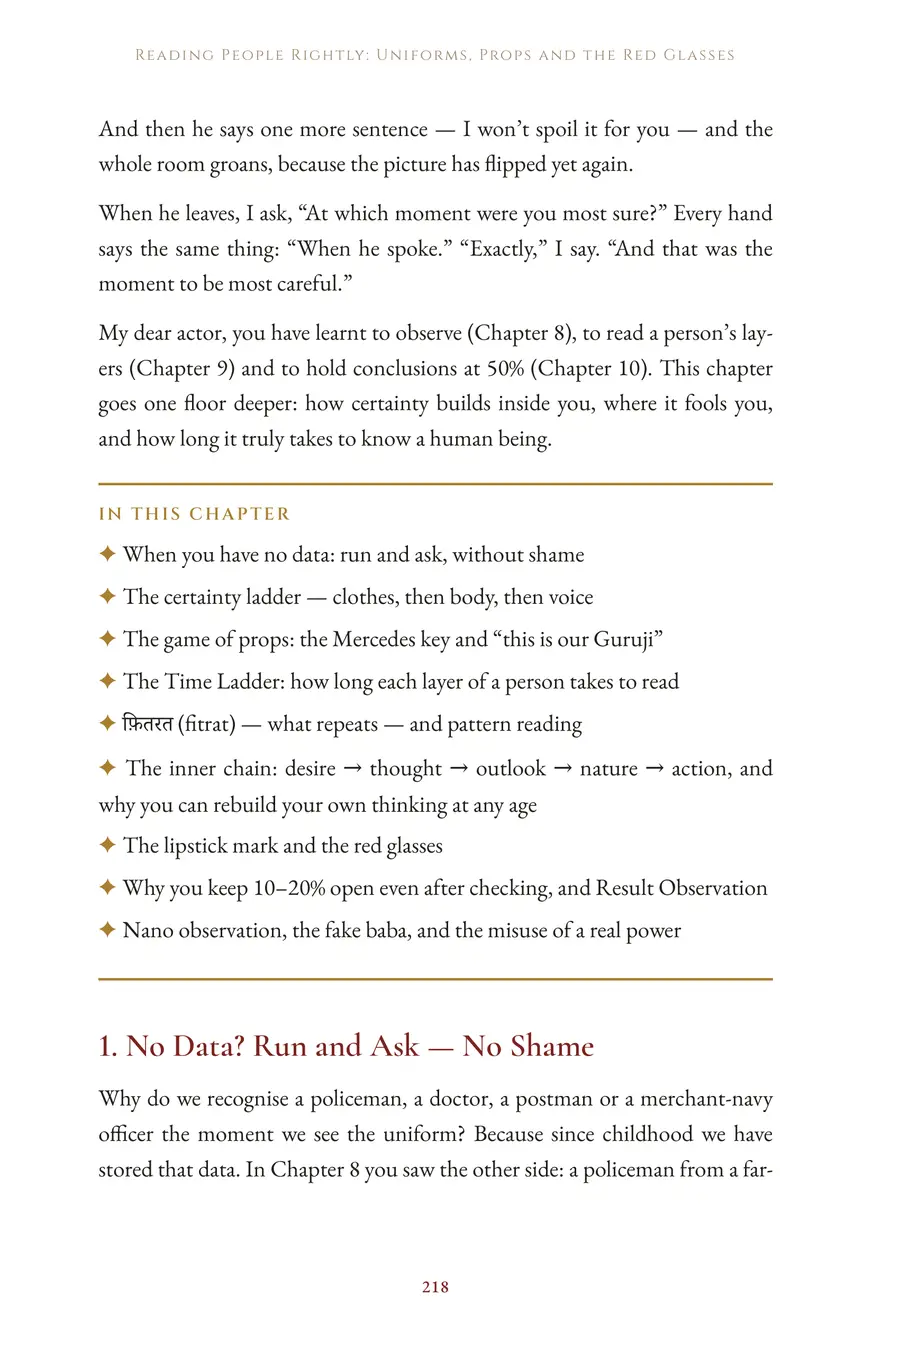 Reading People Rightly: Uniforms, Props and the Red Glasses
And then he says one more sentence — I won’t spoil it for you — and the
whole room groans, because the picture has flipped yet again.
When he leaves, I ask, “At which moment were you most sure?” Every hand
says the same thing: “When he spoke.” “Exactly,” I say. “And that was the
moment to be most careful.”
My dear actor, you have learnt to observe (Chapter 8), to read a person’s lay-
ers (Chapter 9) and to hold conclusions at 50% (Chapter 10). This chapter
goes one floor deeper: how certainty builds inside you, where it fools you,
and how long it truly takes to know a human being.
IN THIS CHAPTER
✦ When you have no data: run and ask, without shame
✦ The certainty ladder — clothes, then body, then voice
✦ The game of props: the Mercedes key and “this is our Guruji”
✦ The Time Ladder: how long each layer of a person takes to read
✦ फ़ितरत (fitrat) — what repeats — and pattern reading
✦ The inner chain: desire → thought → outlook → nature → action, and
why you can rebuild your own thinking at any age
✦ The lipstick mark and the red glasses
✦ Why you keep 10–20% open even after checking, and Result Observation
✦ Nano observation, the fake baba, and the misuse of a real power
1. No Data? Run and Ask — No Shame
Why do we recognise a policeman, a doctor, a postman or a merchant-navy
officer the moment we see the uniform? Because since childhood we have
stored that data. In Chapter 8 you saw the other side: a policeman from a far-
218